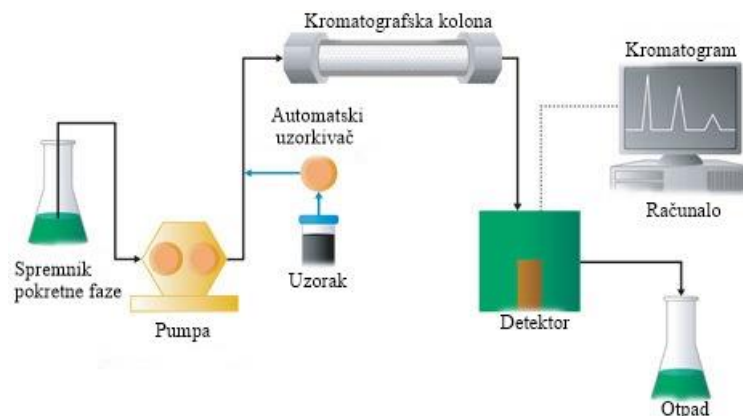 Kromatografska kolona
Kromatogram
Automatski
uzorkivač
Spremnik
pokretne faze
Pumpa
Uzorak
Detektor
Računalo
Otpad